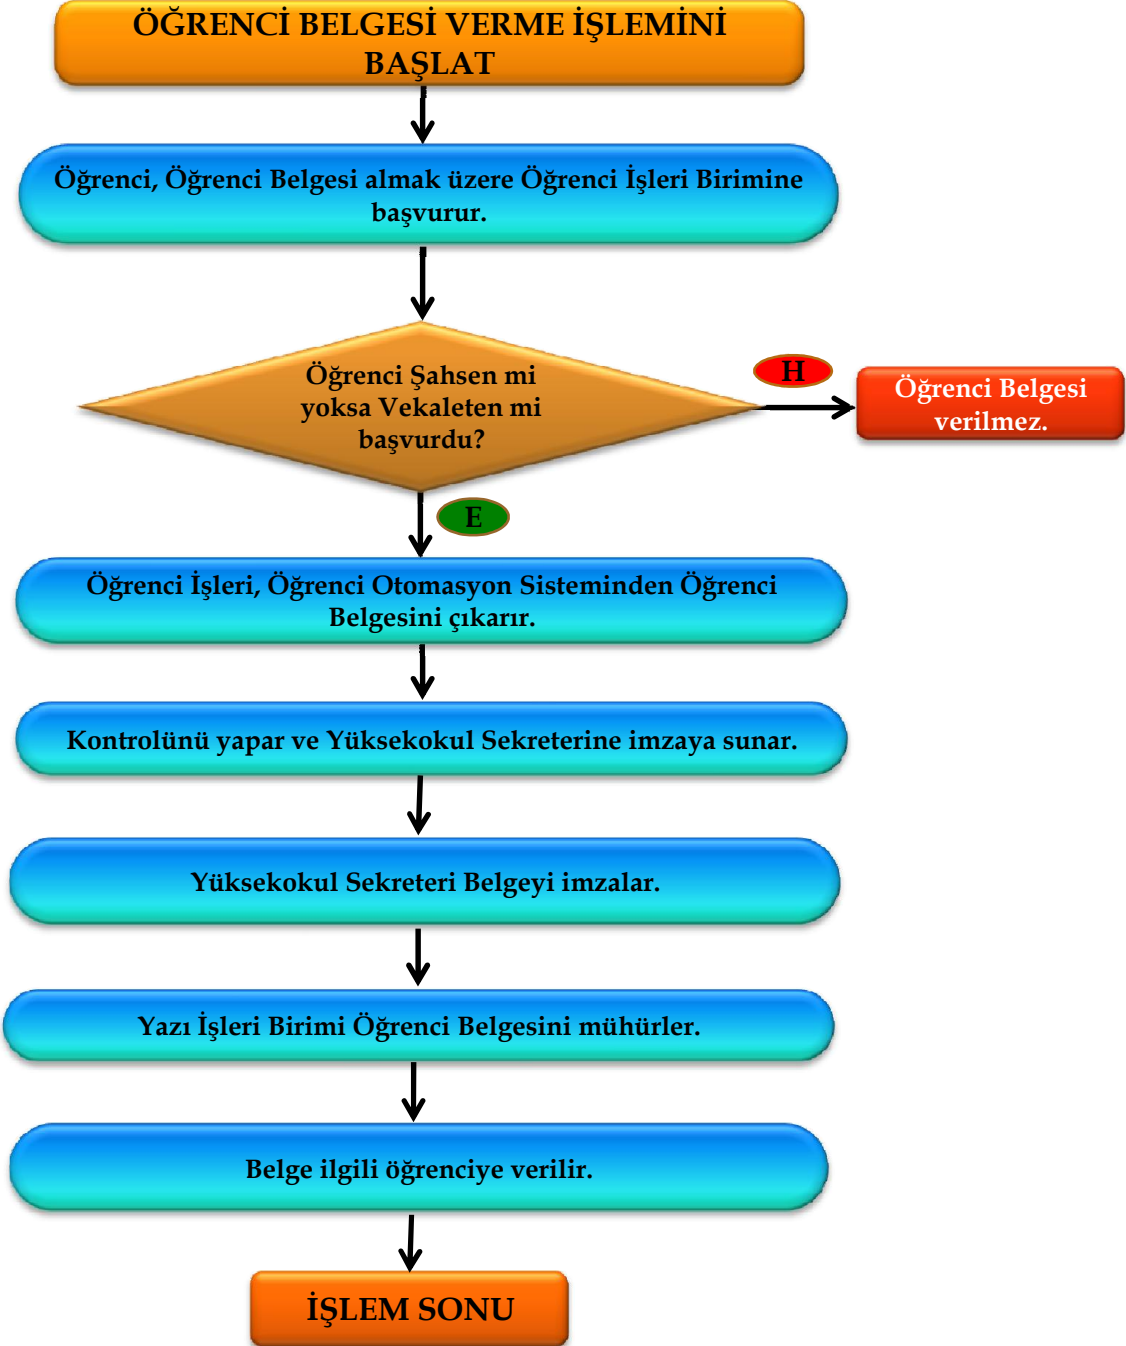 ÖĞRENCİ BELGESİ VERME İŞLEMİNİ
BAŞLAT
Öğrenci, Öğrenci Belgesi almak üzere Öğrenci İşleri Birimine
başvurur.
Öğrenci Şahsen mi
yoksa Vekaleten mi
başvurdu?
H
Öğrenci Belgesi
verilmez.
E
Öğrenci İşleri, Öğrenci Otomasyon Sisteminden Öğrenci
Belgesini çıkarır.
Kontrolünü yapar ve Yüksekokul Sekreterine imzaya sunar.
Yüksekokul Sekreteri Belgeyi imzalar.
Yazı İşleri Birimi Öğrenci Belgesini mühürler.
Belge ilgili öğrenciye verilir.
İŞLEM SONU